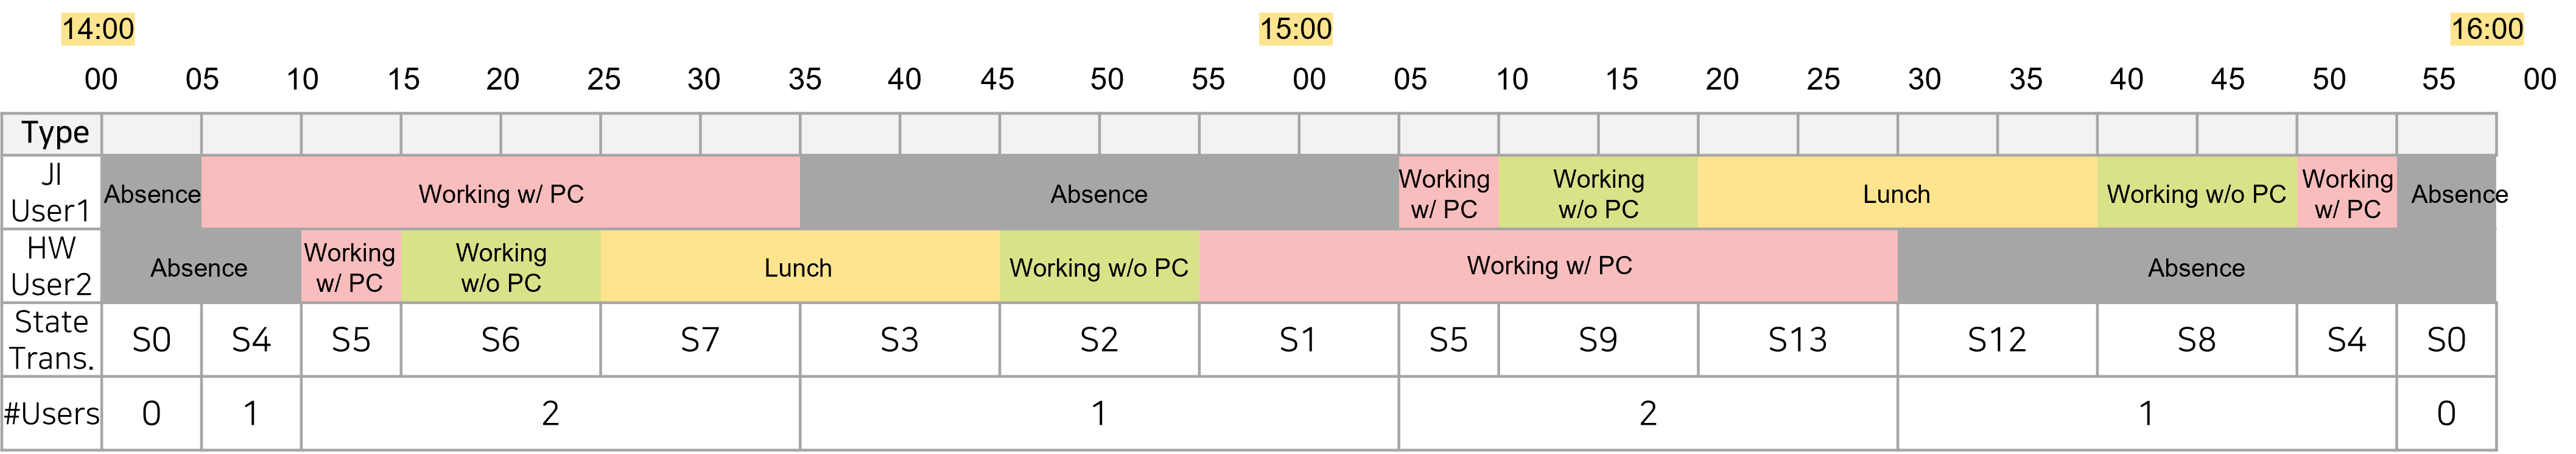 14:00 15:00 16:00
00 05 10 15 20 25 30 35 40 45 50 55 00 05 10 15 20 25 30 35 40 45 50 55 00
Type
JI
User1
Absence
Working w/ PC
Absence
Working
w/ PC
Working
w/o PC
Lunch
Working w/o PC
Working
w/ PC
Absence
HW
User2
Absence
Working
w/ PC
Working
w/o PC
Lunch
Working w/o PC
Working w/ PC
Absence
State
Trans.
S0 S4 S5 S6 S7 S3 S2 S1 S5 S9 S13 S12 S8 S4 S0
#Users 0 1 2 1 2 1 0